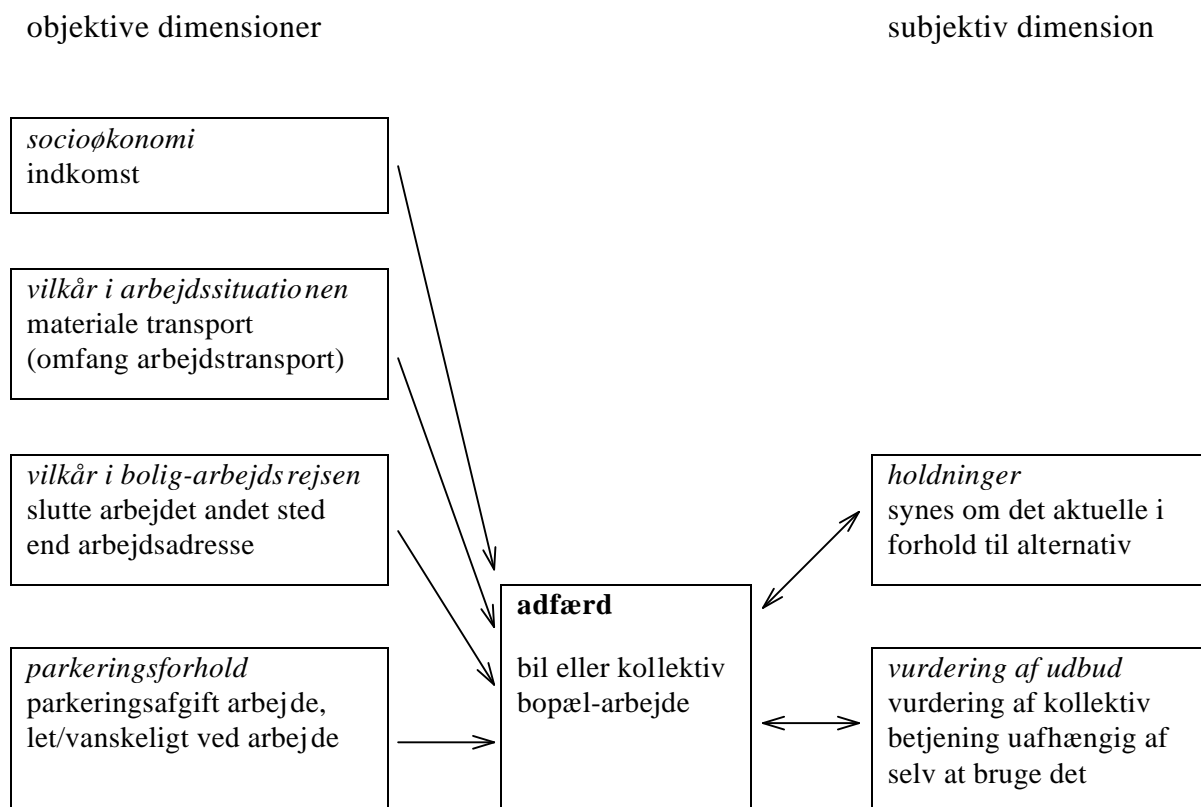 objektive dimensioner
subjektiv dimension
socioøkonomi
indkomst
vilkår i arbejdssituationen
materiale transport
(omfang arbejdstransport)
vilkår i bolig-arbejdsrejsen
slutte arbejdet andet sted
end arbejdsadresse
parkeringsforhold
parkeringsafgift arbejde,
let/vanskeligt ved arbejde
adfærd
bil eller kollektiv
bopæl-arbejde
holdninger
synes om det aktuelle i
forhold til alternativ
vurdering af udbud
vurdering af kollektiv
betjening uafhængig af
selv at bruge det